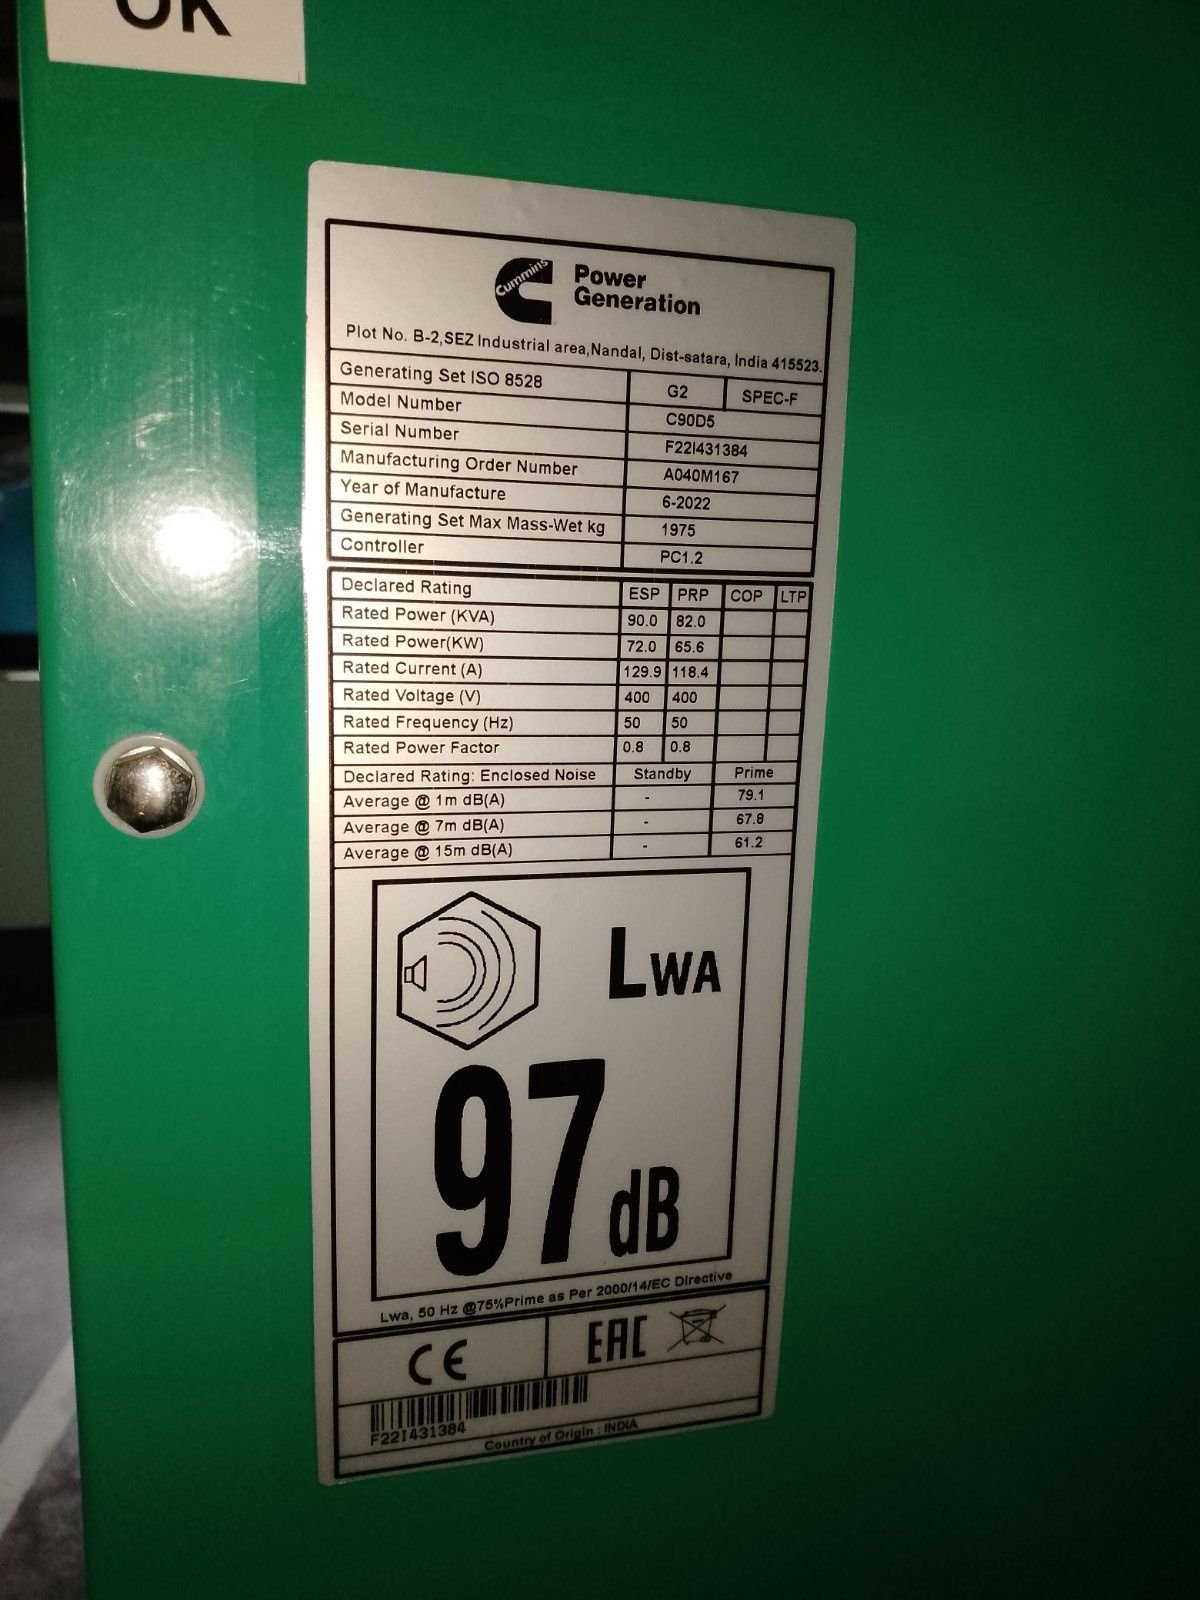 OK
Cummins
Power
Generation
Plot No. B-2,SEZ Industrial area,Nandal, Dist-satara, India 415523.
Generating Set ISO 8528 G2 SPEC-F
Model Number C90D5
Serial Number F22I431384
Manufacturing Order Number A040M167
Year of Manufacture 6-2022
Generating Set Max Mass-Wet kg 1975
Controller PC1.2
Declared Rating ESP PRP COP LTP
Rated Power (KVA) 90.0 82.0
Rated Power(KW) 72.0 65.6
Rated Current (A) 129.9 118.4
Rated Voltage (V) 400 400
Rated Frequency (Hz) 50 50
Rated Power Factor 0.8 0.8
Declared Rating: Enclosed Noise Standby Prime
Average @ 1m dB(A) - 79.1
Average @ 7m dB(A) - 67.8
Average @ 15m dB(A) - 61.2
LWA
97 dB
Lwa, 50 Hz @75%Prime as Per 2000/14/EC Directive
CE EAC
F22I431384
Country of Origin : INDIA